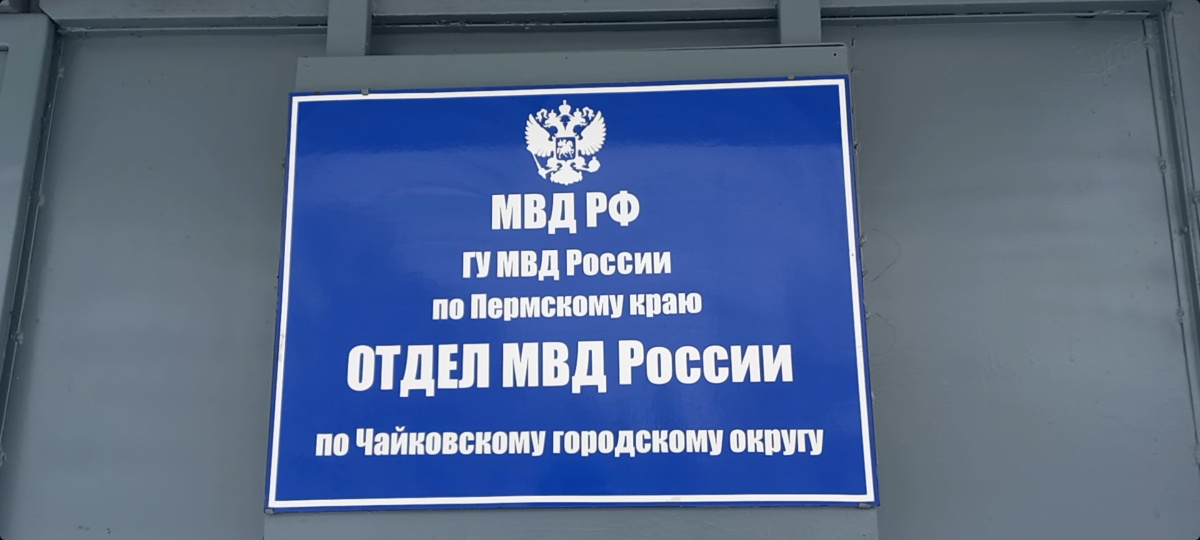 МВД РФ
ГУ МВД России
по Пермскому краю
ОТДЕЛ МВД России
по Чайковскому городскому округу